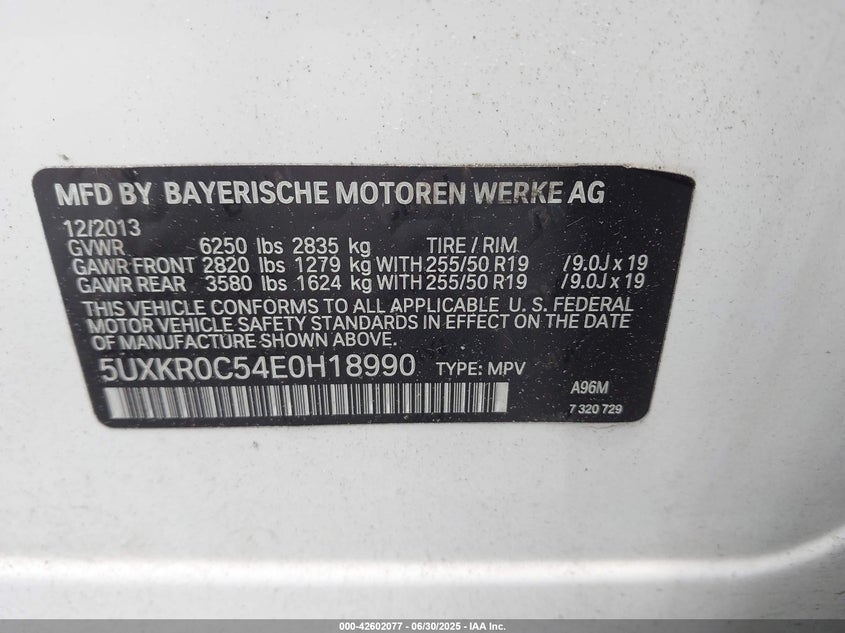 MFD BY BAYERISCHE MOTOREN WERKE AG
12/2013
GVWR 6250 lbs 2835 kg TIRE / RIM
GAWR FRONT 2820 lbs 1279 kg WITH 255/50 R19 /9.0J x 19
GAWR REAR 3580 lbs 1624 kg WITH 255/50 R19 /9.0J x 19
THIS VEHICLE CONFORMS TO ALL APPLICABLE U. S. FEDERAL
MOTOR VEHICLE SAFETY STANDARDS IN EFFECT ON THE DATE
OF MANUFACTURE SHOWN ABOVE.
5UXKR0C54E0H18990 TYPE: MPV
A96M
7 320 729
000-42602077 - 06/30/2025 - IAA Inc.